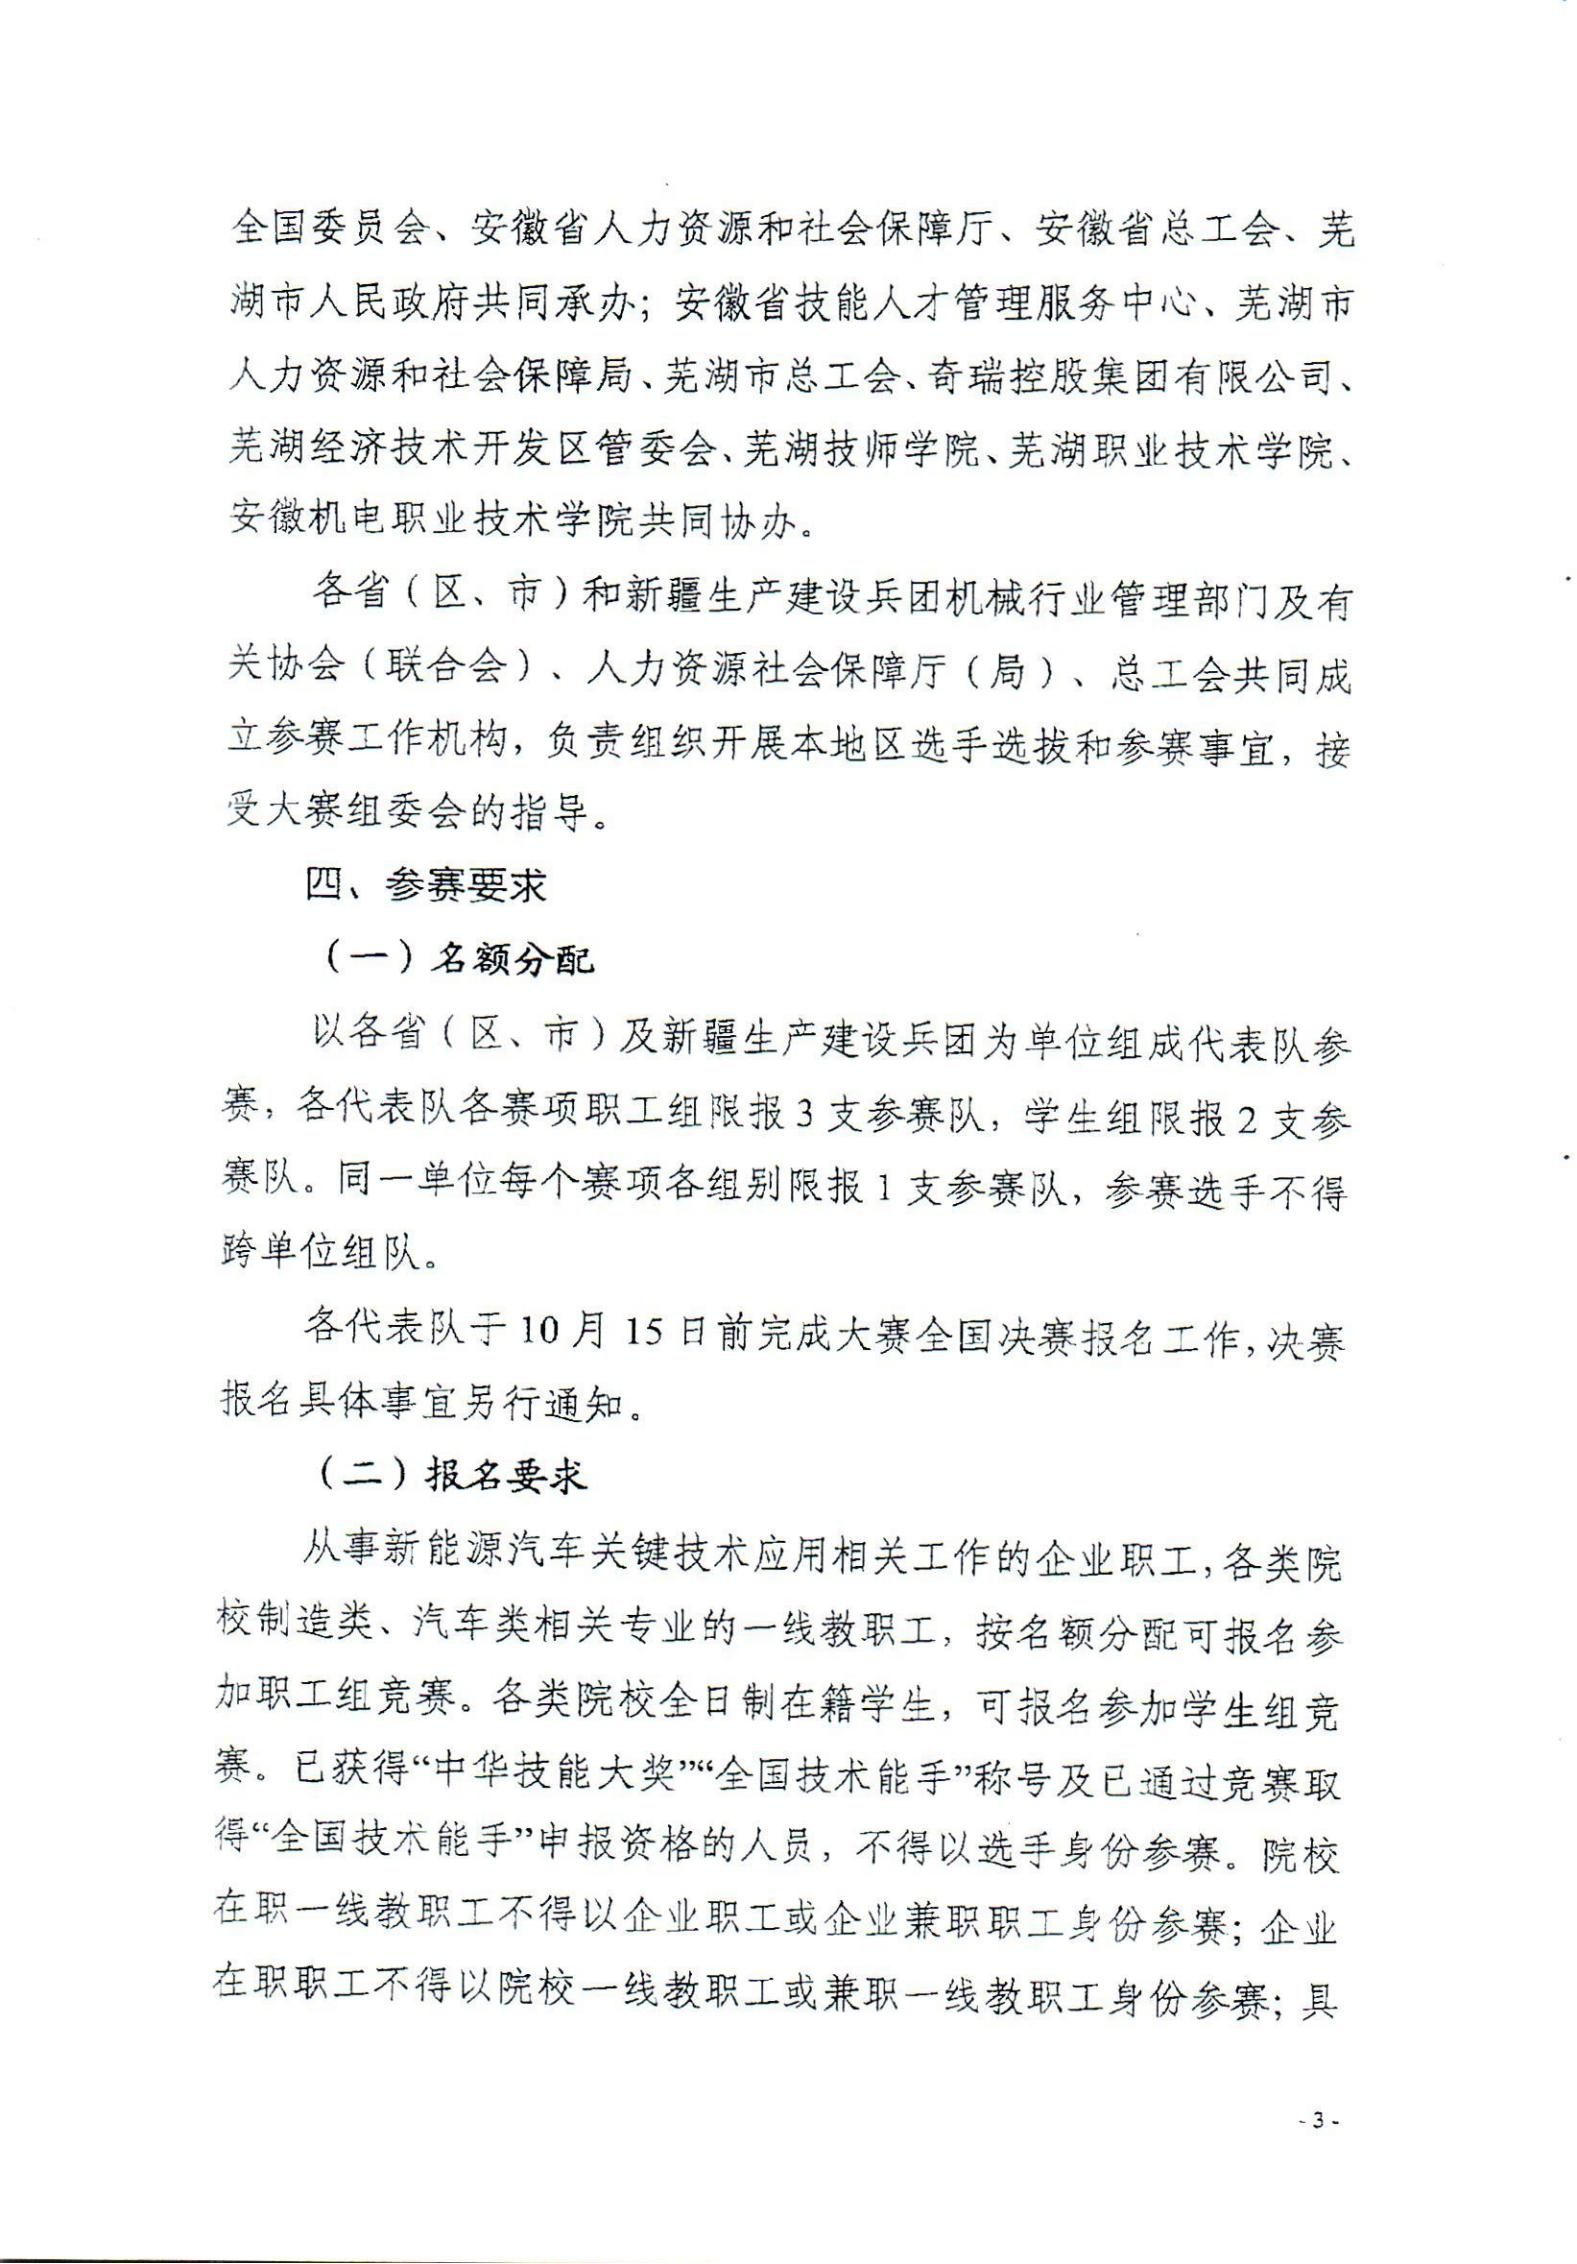 全国委员会、安徽省人力资源和社会保障厅、安徽省总工会、芜
湖市人民政府共同承办；安徽省技能人才管理服务中心、芜湖市
人力资源和社会保障局、芜湖市总工会、奇瑞控股集团有限公司、
芜湖经济技术开发区管委会、芜湖技师学院、芜湖职业技术学院、
安徽机电职业技术学院共同协办。
各省（区、市）和新疆生产建设兵团机械行业管理部门及有
关协会（联合会）、人力资源社会保障厅（局）、总工会共同成
立参赛工作机构，负责组织开展本地区选手选拔和参赛事宜，接
受大赛组委会的指导。
四、参赛要求
（一）名额分配
以各省（区、市）及新疆生产建设兵团为单位组成代表队参
赛，各代表队各赛项职工组限报 3 支参赛队，学生组限报 2 支参
赛队。同一单位每个赛项各组别限报 1 支参赛队，参赛选手不得
跨单位组队。
各代表队于 10 月 15 日前完成大赛全国决赛报名工作，决赛
报名具体事宜另行通知。
（二）报名要求
从事新能源汽车关键技术应用相关工作的企业职工，各类院
校制造类、汽车类相关专业的一线教职工，按名额分配可报名参
加职工组竞赛。各类院校全日制在籍学生，可报名参加学生组竞
赛。已获得“中华技能大奖”“全国技术能手”称号及已通过竞赛取
得“全国技术能手”申报资格的人员，不得以选手身份参赛。院校
在职一线教职工不得以企业职工或企业兼职职工身份参赛；企业
在职职工不得以院校一线教职工或兼职一线教职工身份参赛；具
- 3 -